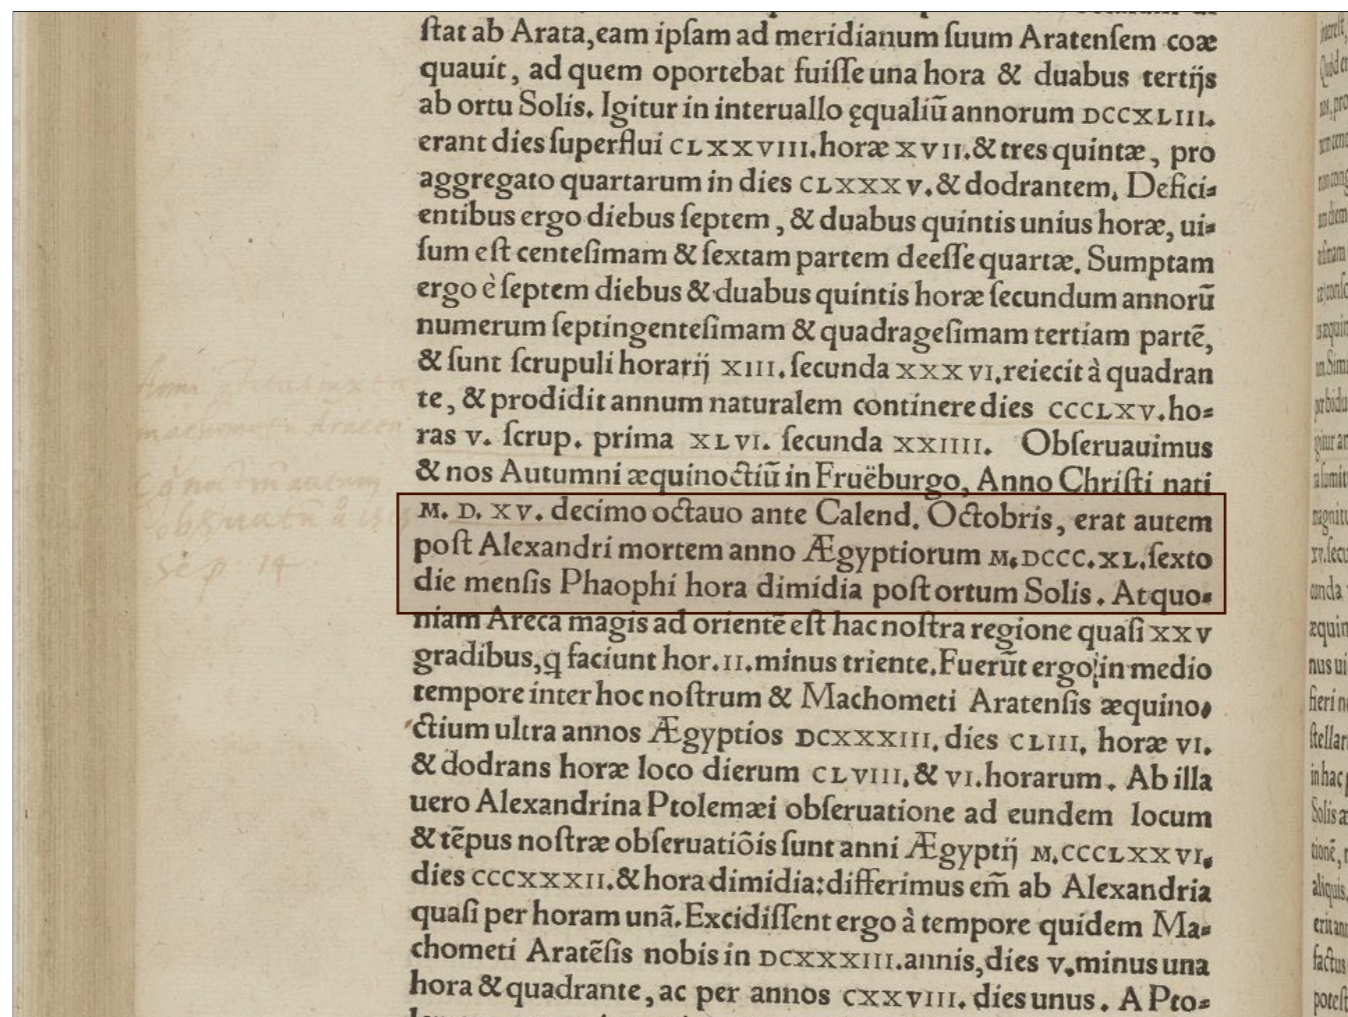 ſtat ab Arata, eam ipſam ad meridianum ſuum Aratenſem coæ
quauit, ad quem oportebat fuiſſe una hora & duabus tertijs
ab ortu Solis. Igitur in interuallo ęqualiũ annorum DCCXLIII.
erant dies ſuperflui CLXXVIII. horæ XVII. & tres quintæ, pro
aggregato quartarum in dies CLXXXV. & dodrantem. Defici⸗
entibus ergo diebus ſeptem, & duabus quintis unius horæ, ui⸗
ſum eſt centeſimam & ſextam partem deeſſe quartæ. Sumptam
ergo è ſeptem diebus & duabus quintis horæ ſecundum annorũ
numerum ſeptingenteſimam & quadrageſimam tertiam partẽ,
& ſunt ſcrupuli horarij XIII. ſecunda XXXVI. reiecit à quadran
te, & prodidit annum naturalem continere dies CCCLXV. ho⸗
ras V. ſcrup. prima XLVI. ſecunda XXIIII. Obſeruauimus
& nos Autumni æquinoctiũ in Fruëburgo, Anno Chriſti nati
M. D. XV. decimo octauo ante Calend. Octobris, erat autem
poſt Alexandri mortem anno Ægyptiorum M.DCCC.XL. ſexto
die menſis Phaophi hora dimidia poſt ortum Solis. At quo⸗
niam Areca magis ad orientẽ eſt hac noſtra regione quaſi XXV
gradibus, q̃ faciunt hor. II. minus triente. Fuerũt ergo in medio
tempore inter hoc noſtrum & Machometi Aratenſis æquino⸗
ctium ultra annos Ægyptios DCXXXIII. dies CLIII. horæ VI.
& dodrans horæ loco dierum CLVIII. & VI. horarum. Ab illa
uero Alexandrina Ptolemæi obſeruatione ad eundem locum
& tẽpus noſtræ obſeruatiõis ſunt anni Ægyptij M.CCCLXXVI.
dies CCCXXXII. & hora dimidia: differimus em̃ ab Alexandria
quaſi per horam unã. Excidiſſent ergo à tempore quidem Ma⸗
chometi Aratẽſis nobis in DCXXXIII. annis, dies V. minus una
hora & quadrante, ac per annos CXXVIII. dies unus. A Pto⸗